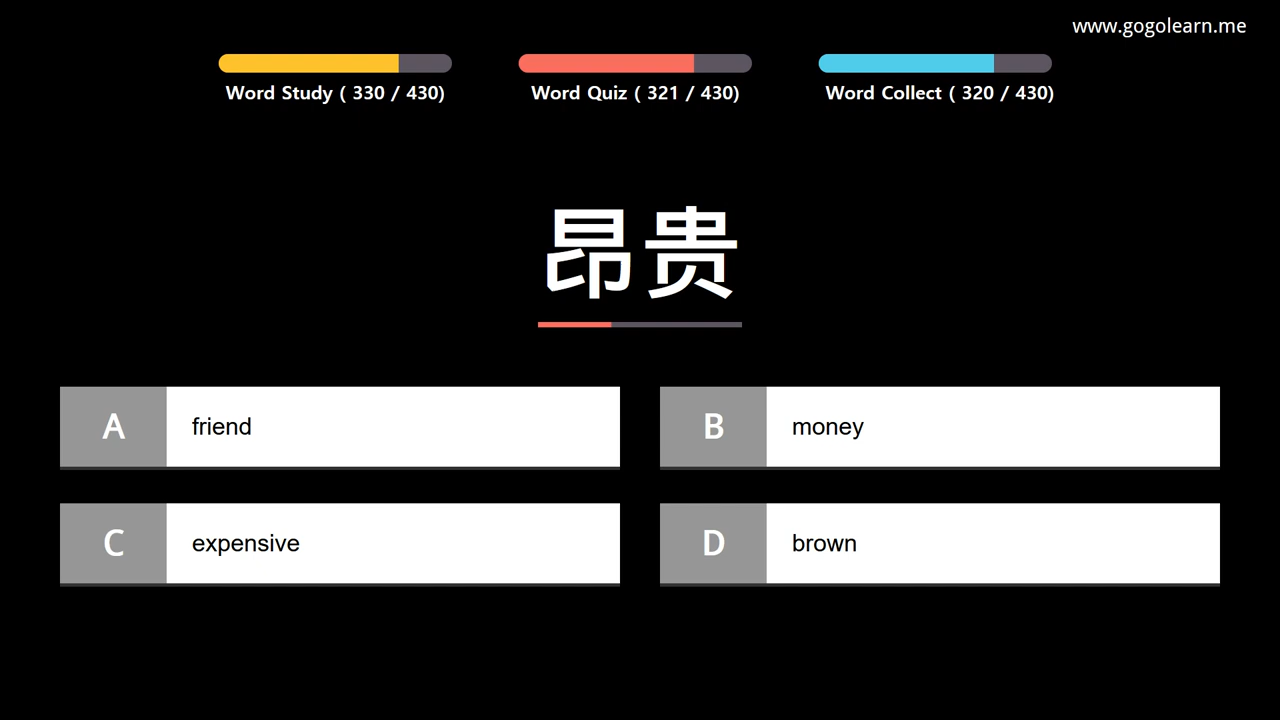 www.gogolearn.me
Word Study ( 330 / 430)
Word Quiz ( 321 / 430)
Word Collect ( 320 / 430)
昂贵
A friend
B money
C expensive
D brown